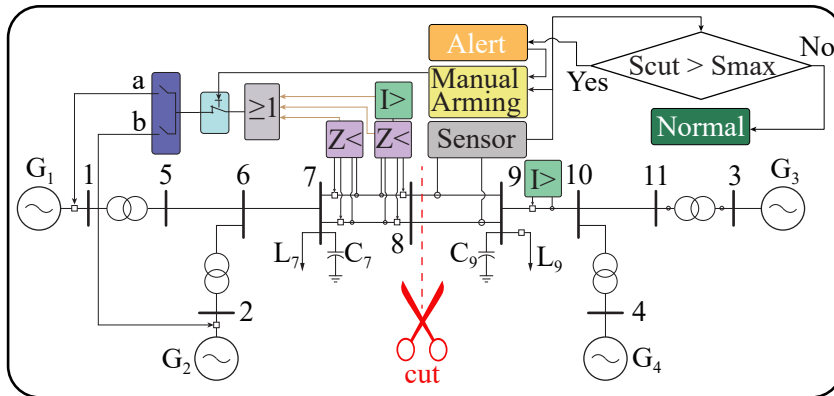 Alert
No
a
Manual
Arming
Yes
Scut > Smax
I>
≥1
b
Z<
Z<
Sensor
Normal
G1
1
5
6
7
8
9
I>
10
11
3
G3
L7
C7
C9
L9
2
4
G2
G4
cut